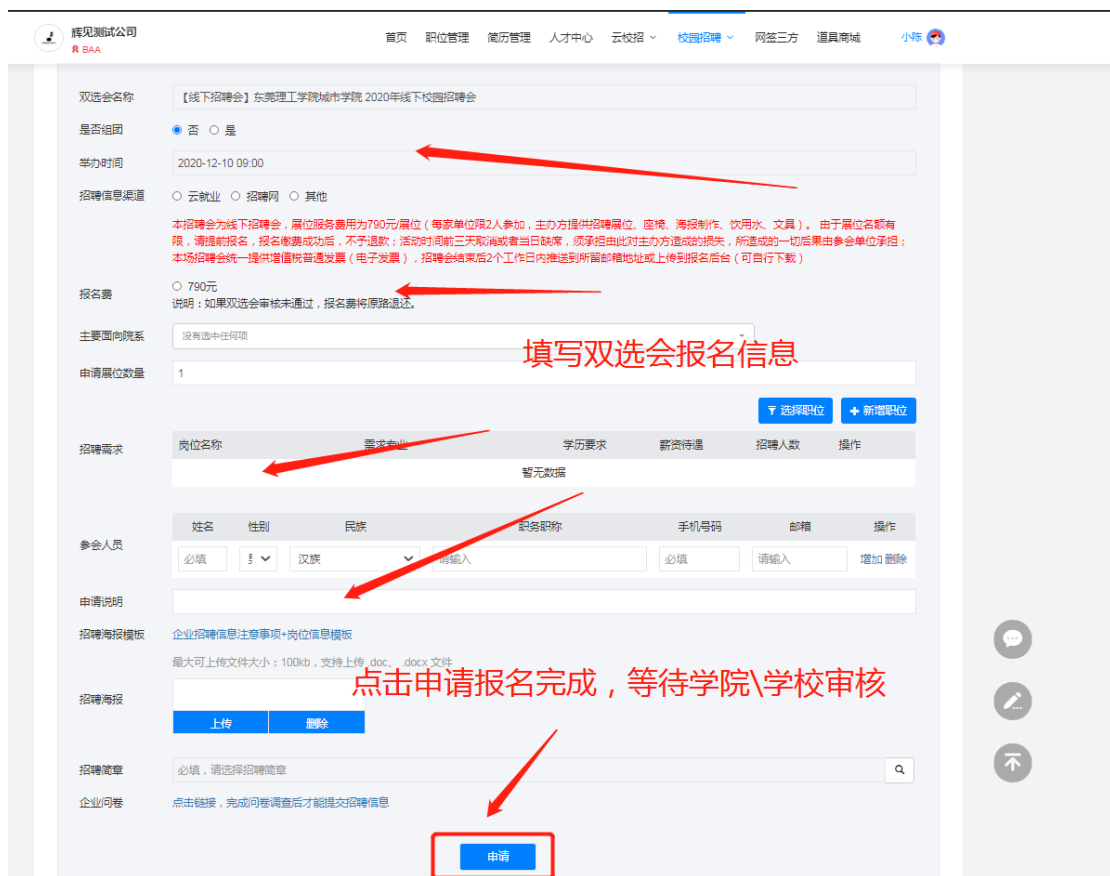 辉见测试公司
BAA
首页 职位管理 简历管理 人才中心 云校招 校园招聘 网签三方 道具商城 小陈
双选会名称 【线下招聘会】东莞理工学院城市学院 2020年线下校园招聘会
是否组团 否 是
举办时间 2020-12-10 09:00
招聘信息渠道 云就业 招聘网 其他
本招聘会为线下招聘会，展位服务费用为790元/展位（每家单位限2人参加，主办方提供招聘展位、座椅、海报制作、饮用水、文具）。 由于展位名额有
限，请提前报名，报名缴费成功后，不予退款；活动时间前三天取消或者当日缺席，须承担由此对主办方造成的损失，所造成的一切后果由参会单位承担；
本场招聘会统一提供增值税普通发票（电子发票），招聘会结束后2个工作日内推送到所留邮箱地址或上传到报名后台（可自行下载）
报名费 790元
说明：如果双选会审核未通过，报名费将原路退还。
主要面向院系 没有选中任何项
填写双选会报名信息
申请展位数量 1
选择职位 新增职位
招聘需求 岗位名称 需求专业 学历要求 薪资待遇 招聘人数 操作
暂无数据
姓名 性别 民族 职务职称 手机号码 邮箱 操作
参会人员 必填 汉族 请输入 必填 请输入 增加 删除
申请说明
招聘海报模板 企业招聘信息注意事项+岗位信息模板
最大可上传文件大小：100kb，支持上传 .doc、 .docx 文件
点击申请报名完成，等待学院\学校审核
招聘海报
上传 删除
招聘简章 必填，请选择招聘简章
企业问卷 点击链接，完成问卷调查后才能提交招聘信息
申请